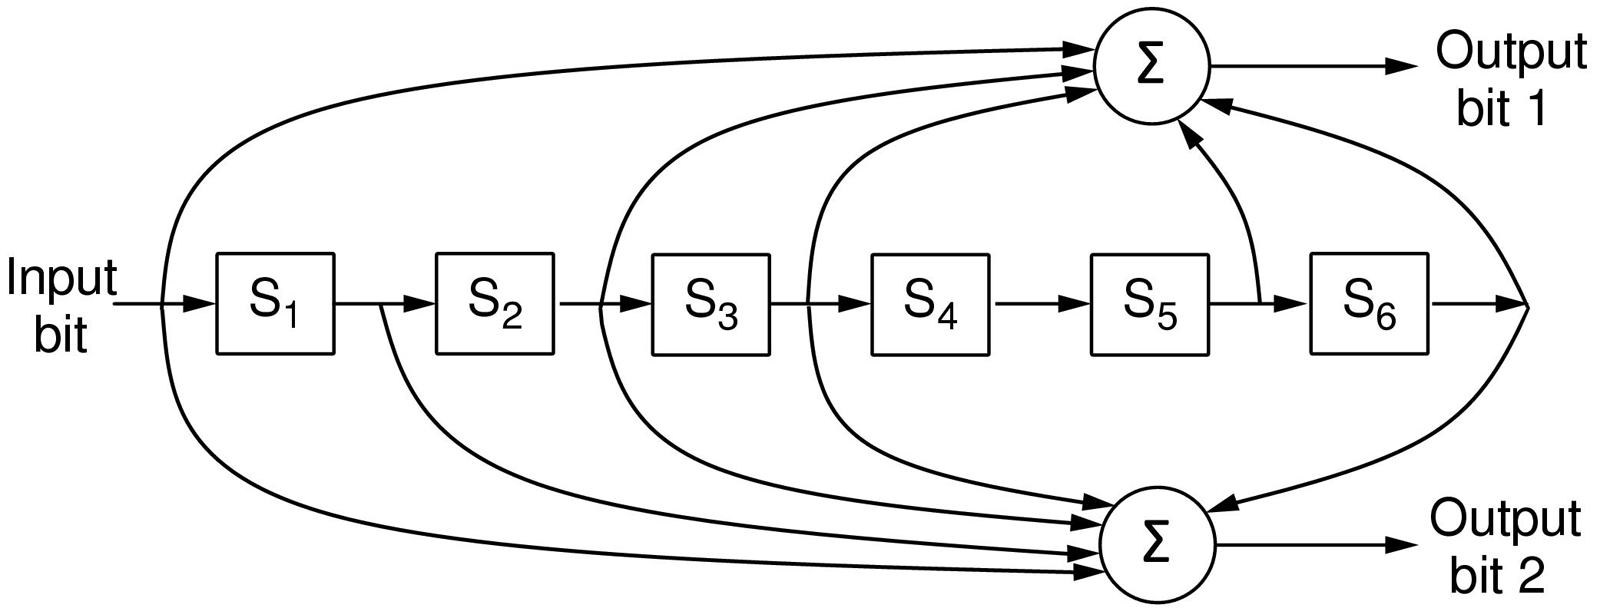 Σ
Output
bit 1
Input
bit
S1
S2
S3
S4
S5
S6
Σ
Output
bit 2